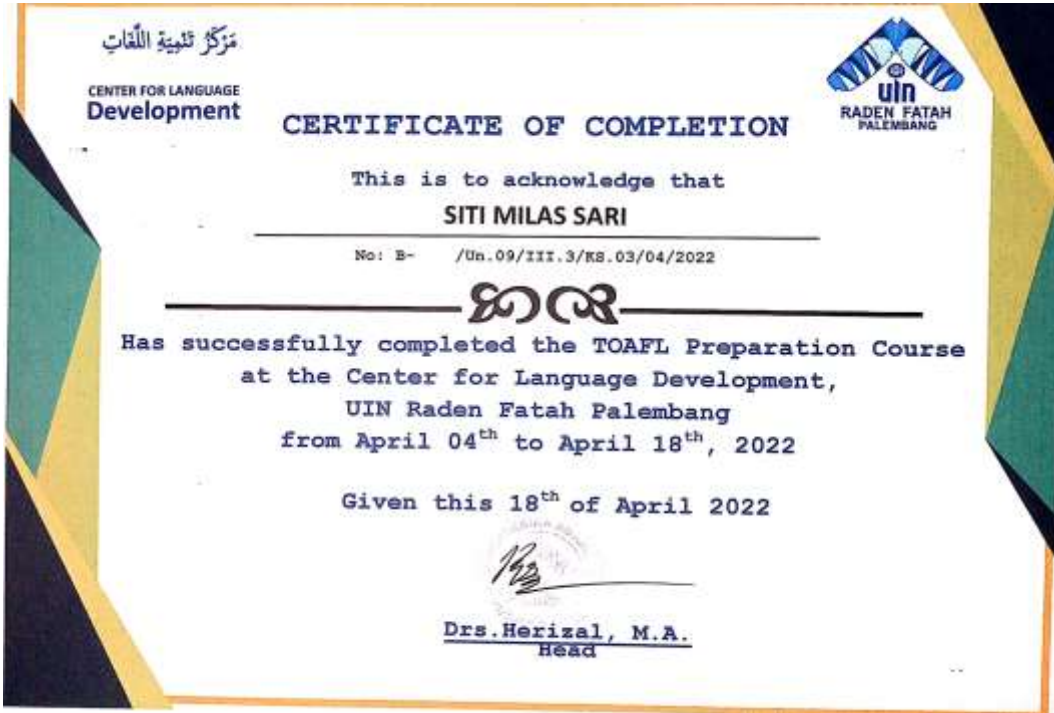 مَرْكَزُ تَنْمِيَةِ اللُّغَاتِ
CENTER FOR LANGUAGE
Development
uin
RADEN FATAH
PALEMBANG
CERTIFICATE OF COMPLETION
This is to acknowledge that
SITI MILAS SARI
No: B- /Un.09/III.3/KS.03/04/2022
Has successfully completed the TOAFL Preparation Course
at the Center for Language Development,
UIN Raden Fatah Palembang
from April 04th to April 18th, 2022
Given this 18th of April 2022
Drs.Herizal, M.A.
Head